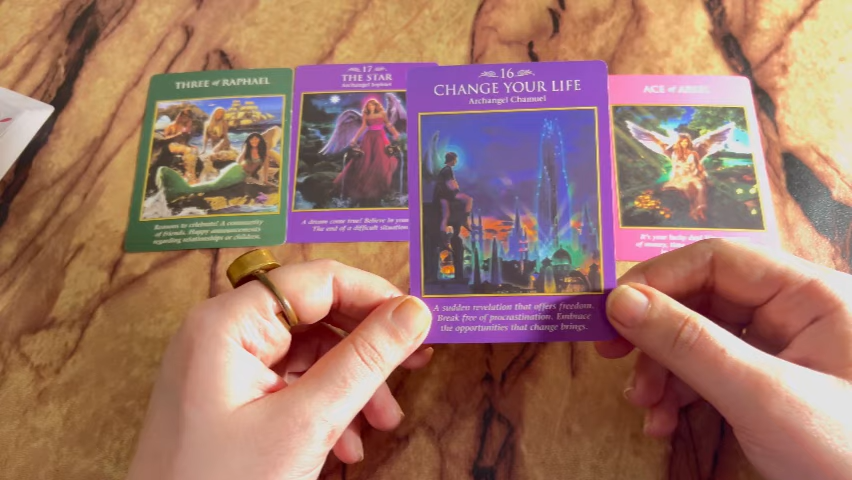 THREE of RAPHAEL
Reasons to celebrate! A community
of friends. Happy announcements
regarding relationships or children.
17
THE STAR
Archangel Jophiel
A dream come true! Believe in your
The end of a difficult situation.
16
CHANGE YOUR LIFE
Archangel Chamuel
A sudden revelation that offers freedom.
Break free of procrastination. Embrace
the opportunities that change brings.
ACE of ARIEL
It's your lucky day!
of money, time